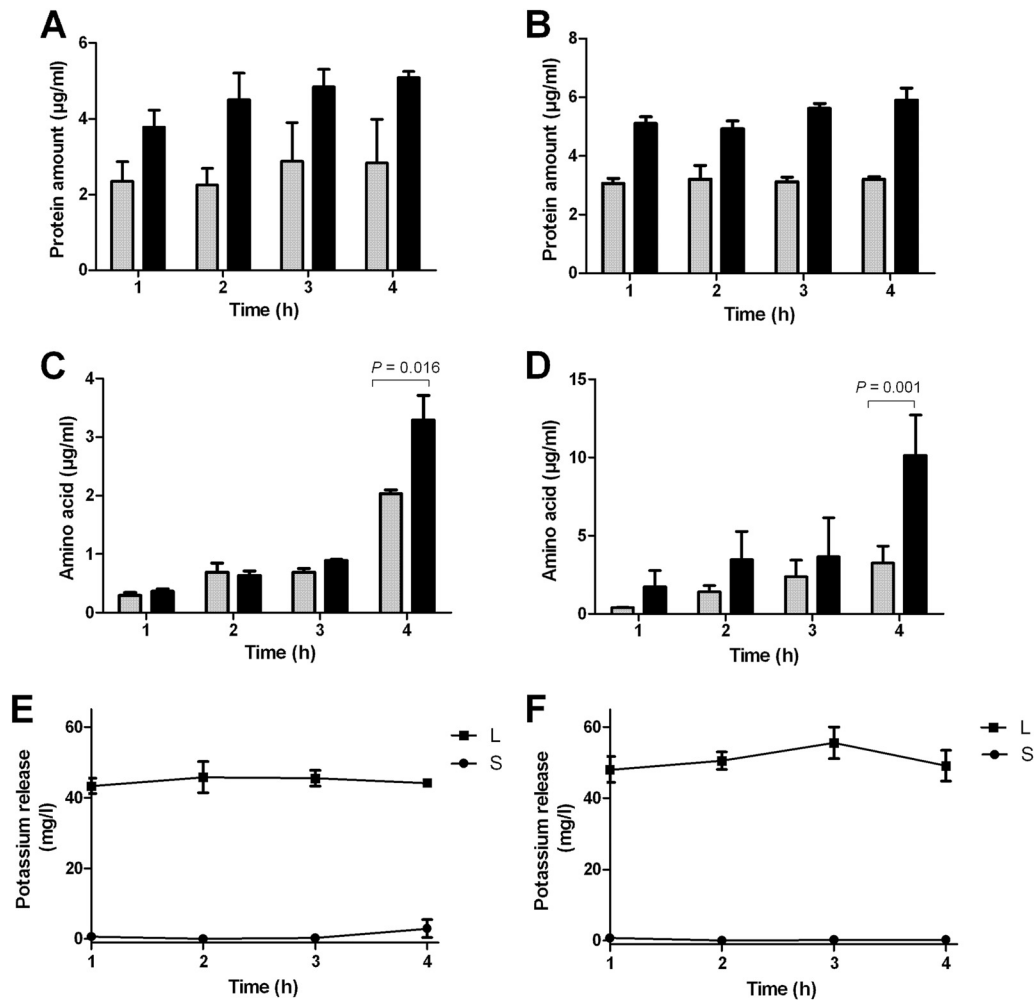 A
Protein amount (µg/ml)
6
4
2
0
1 2 3 4
Time (h)
B
Protein amount (µg/ml)
8
6
4
2
0
1 2 3 4
Time (h)
C
Amino acid (µg/ml)
4
3
2
1
0
P = 0.016
1 2 3 4
Time (h)
D
Amino acid (µg/ml)
15
10
5
0
P = 0.001
1 2 3 4
Time (h)
E
Potassium release
(mg/l)
60
40
20
0
L
S
1 2 3 4
Time (h)
F
Potassium release
(mg/l)
60
40
20
0
L
S
1 2 3 4
Time (h)